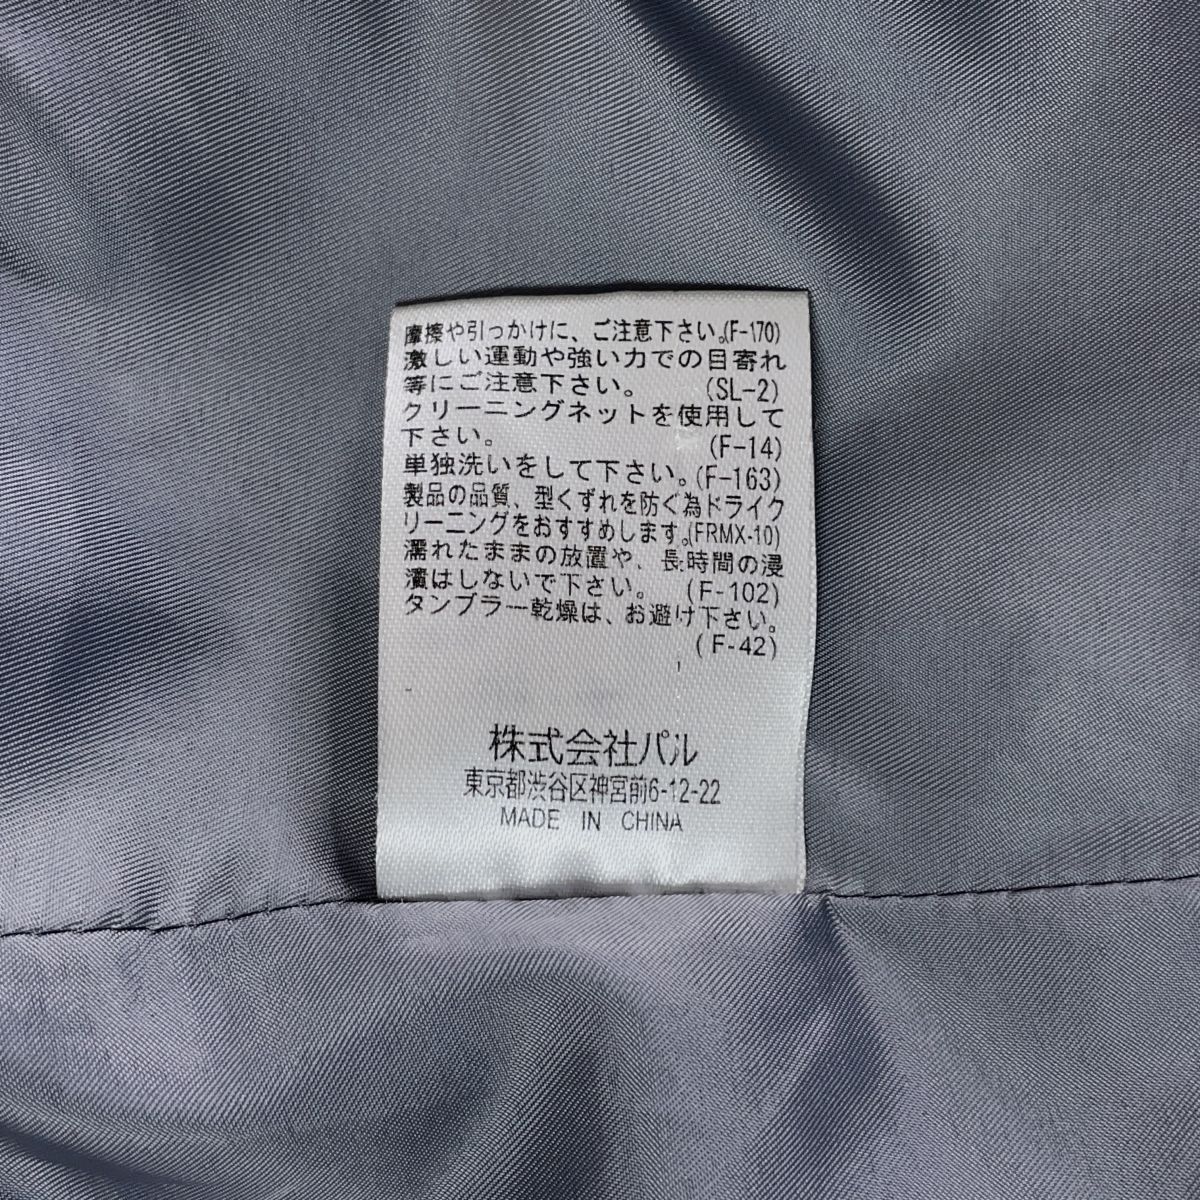 摩擦や引っかけに、ご注意下さい。(F-170)
激しい運動や強い力での目寄れ
等にご注意下さい。 (SL-2)
クリーニングネットを使用して
下さい。 (F-14)
単独洗いをして下さい。(F-163)
製品の品質、型くずれを防ぐ為ドライク
リーニングをおすすめします。(FRMX-10)
濡れたままの放置や、長時間の浸
漬はしないで下さい。 (F-102)
タンブラー乾燥は、お避け下さい。
(F-42)
株式会社パル
東京都渋谷区神宮前6-12-22
MADE IN CHINA